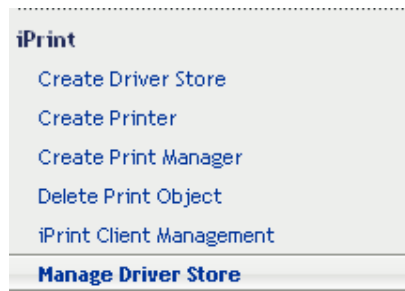 iPrint
Create Driver Store
Create Printer
Create Print Manager
Delete Print Object
iPrint Client Management
Manage Driver Store